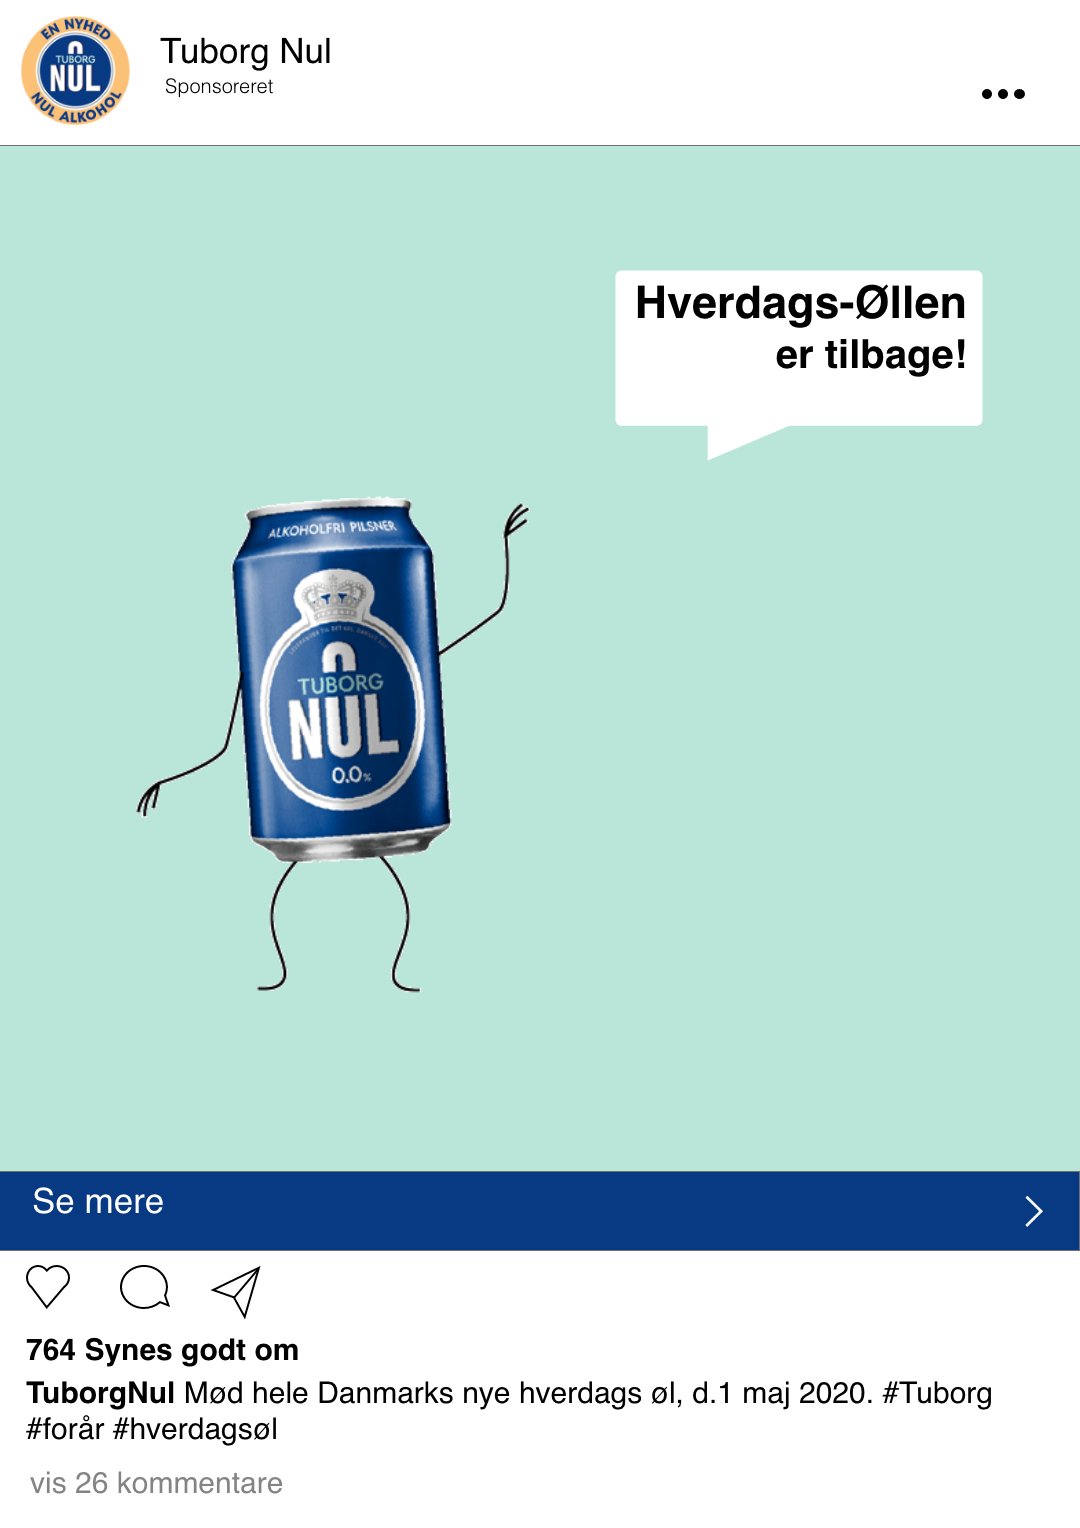 EN NYHED
TUBORG
NUL
NUL ALKOHOL
Tuborg Nul
Sponsoreret
Hverdags-Øllen
er tilbage!
ALKOHOLFRI PILSNER
TUBORG
NUL
0.0%
Se mere
764 Synes godt om
TuborgNul Mød hele Danmarks nye hverdags øl, d.1 maj 2020. #Tuborg
#forår #hverdagsøl
vis 26 kommentare